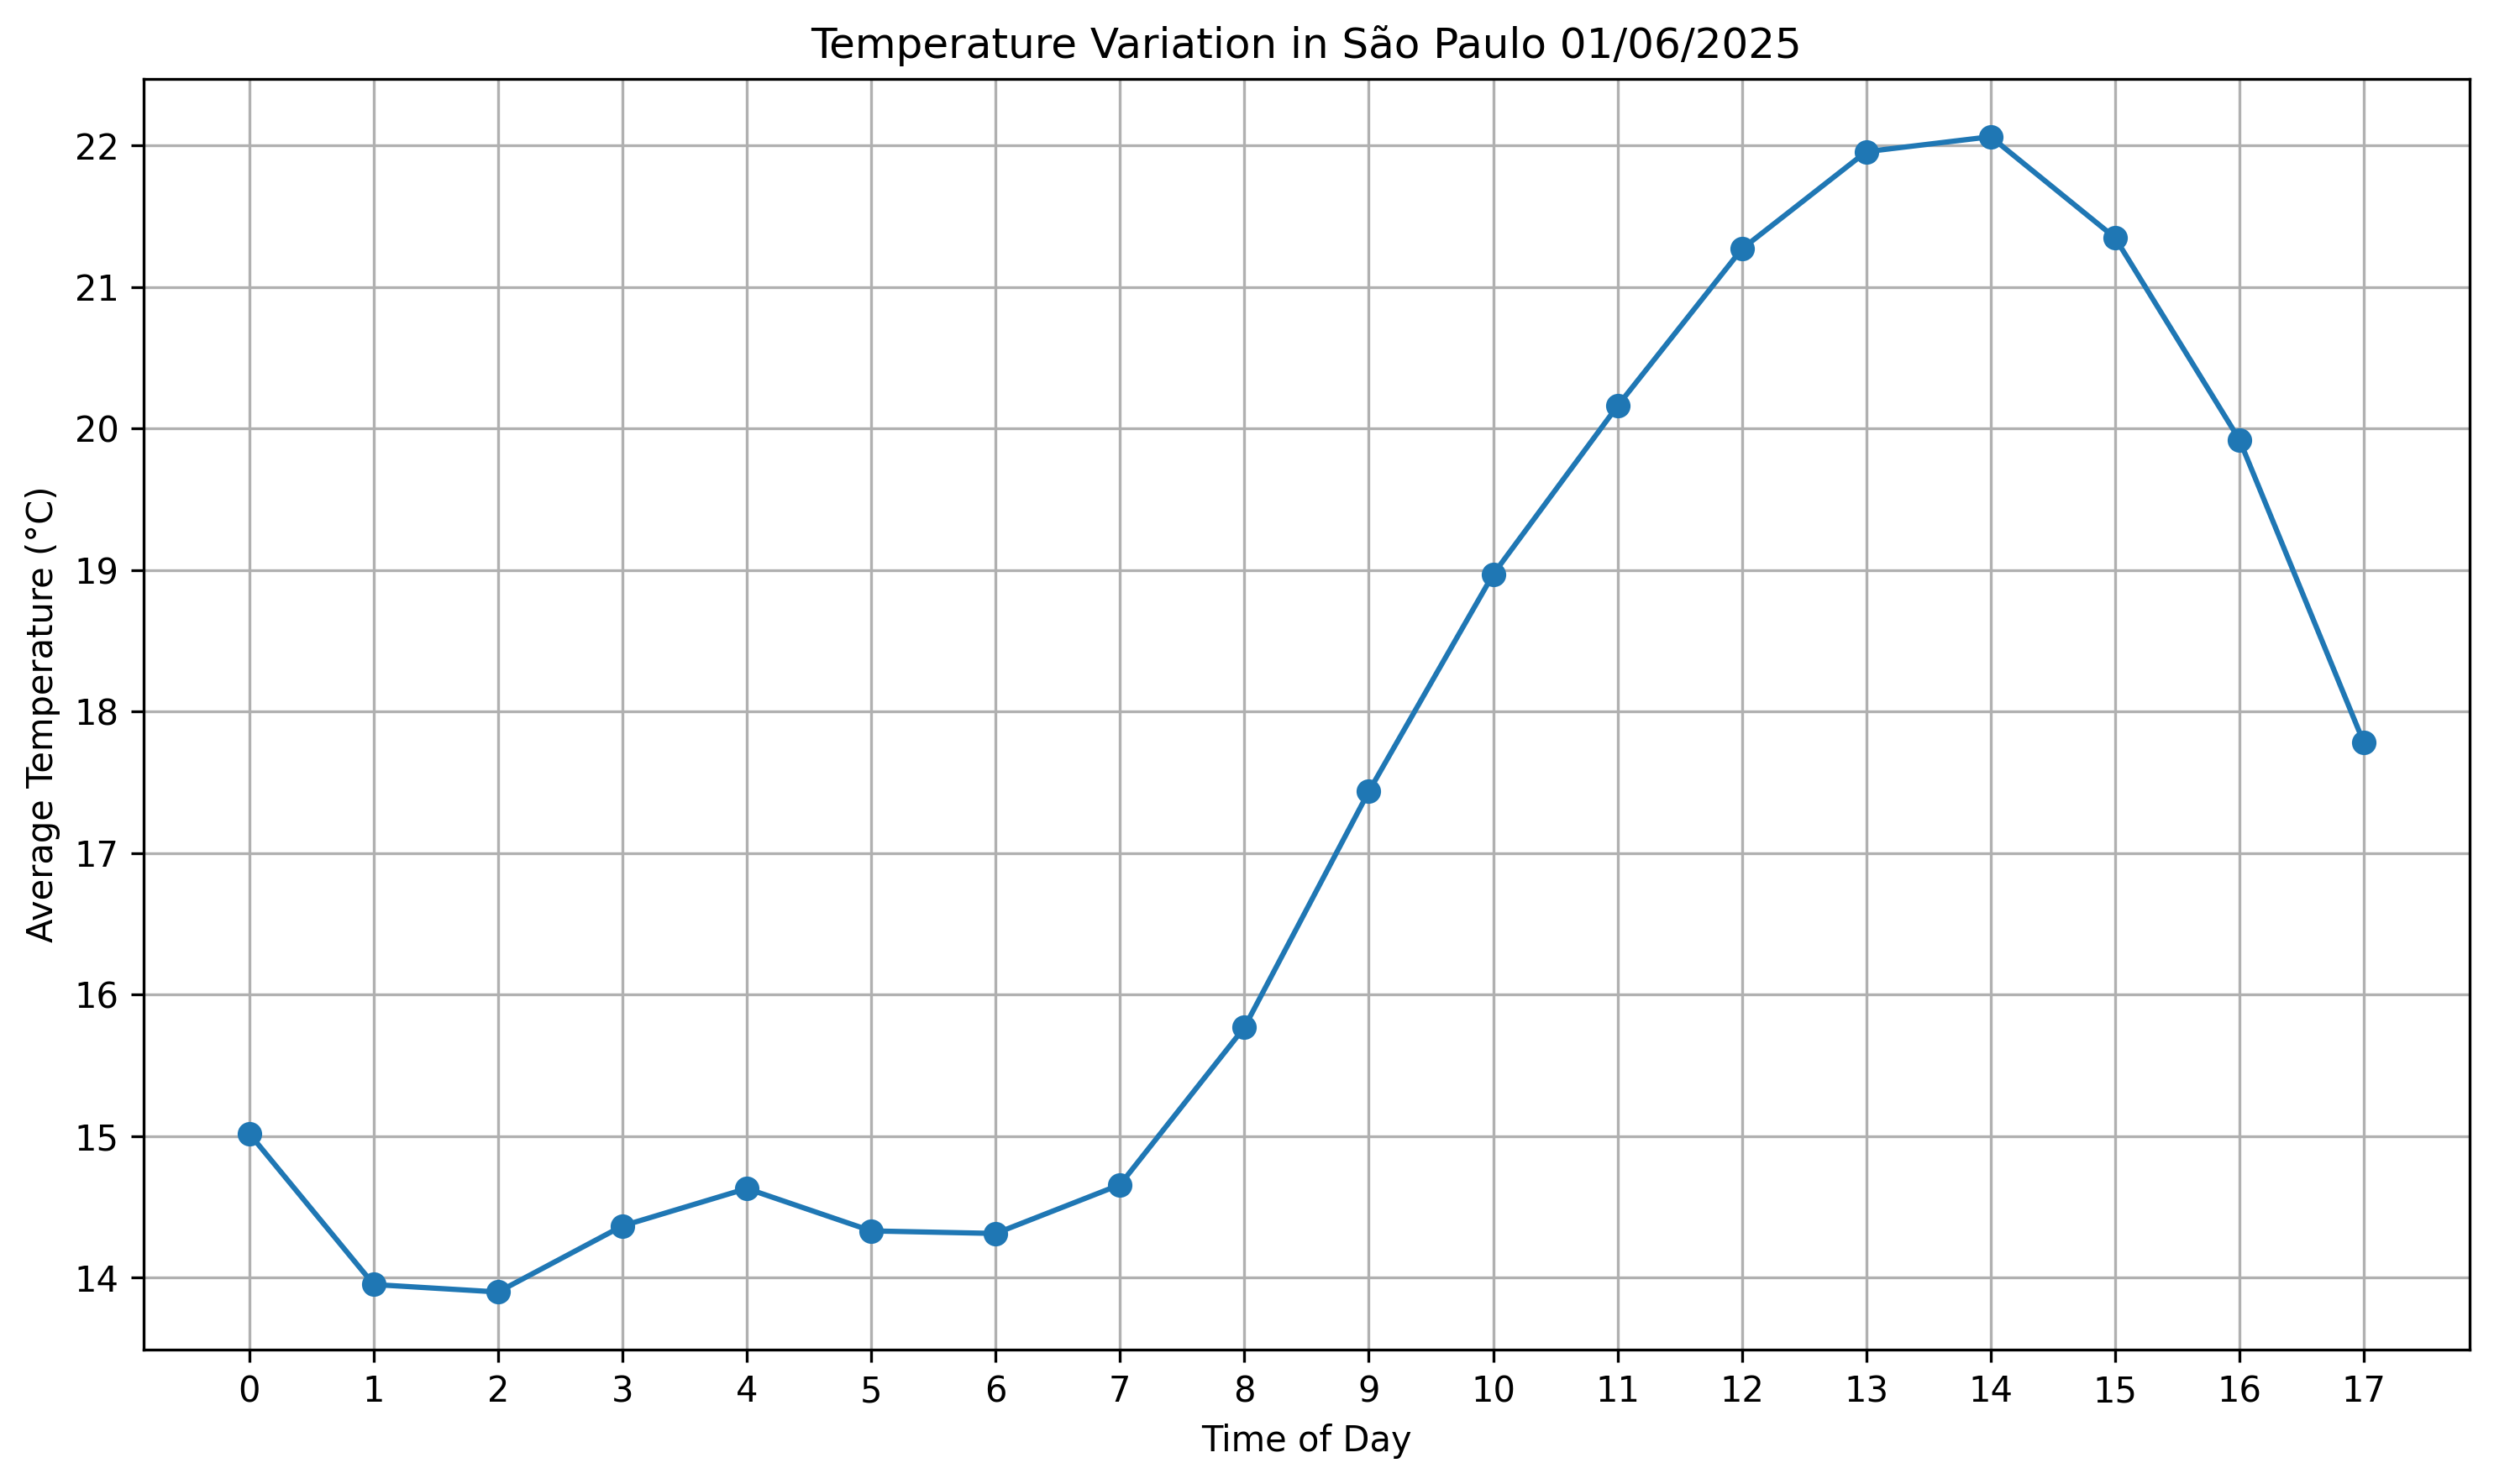 Temperature Variation in São Paulo 01/06/2025
Average Temperature (°C)
22
21
20
19
18
17
16
15
14
0 1 2 3 4 5 6 7 8 9 10 11 12 13 14 15 16 17
Time of Day